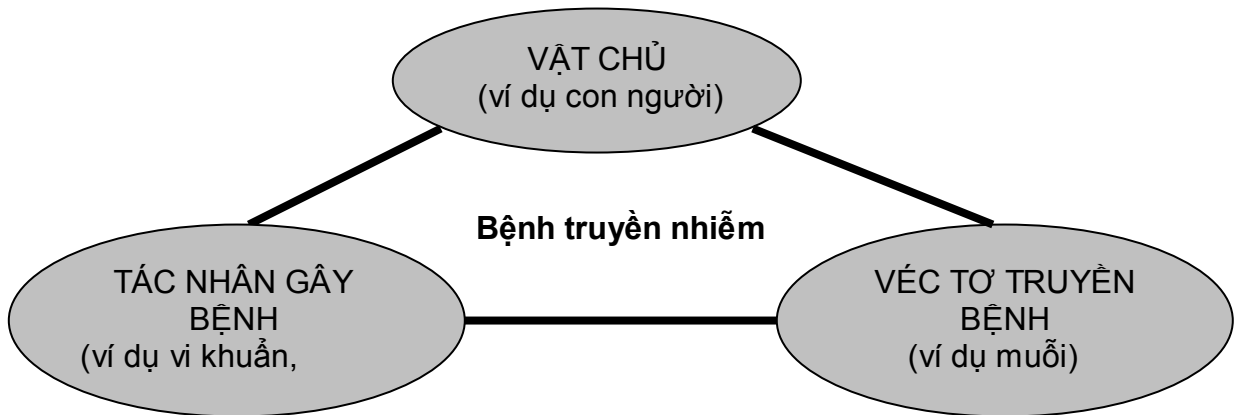 VẬT CHỦ
(ví dụ con người)
Bệnh truyền nhiễm
TÁC NHÂN GÂY
BỆNH
(ví dụ vi khuẩn,
VÉC TƠ TRUYỀN
BỆNH
(ví dụ muỗi)